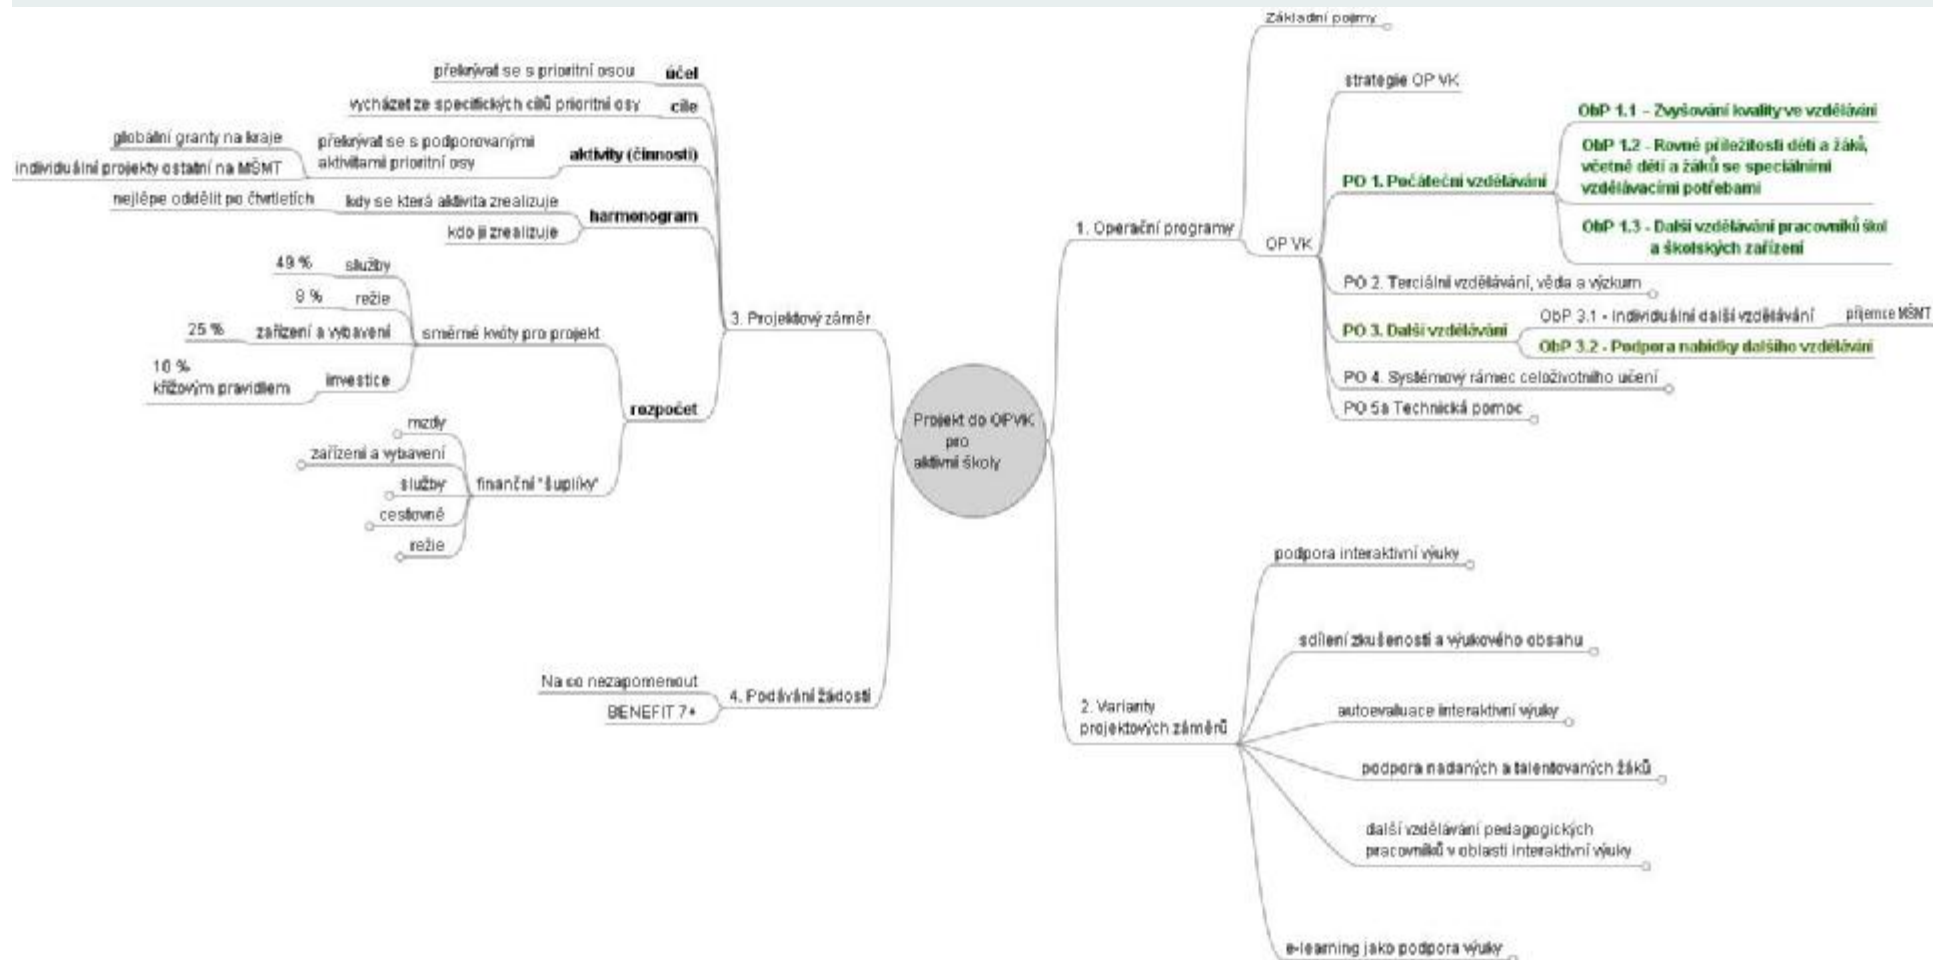 Projekt do OPVK
pro
aktivní školy
1. Operační programy
Základní pojmy
OP VK
strategie OP VK
PO 1. Počáteční vzdělávání
ObP 1.1 - Zvyšování kvality ve vzdělávání
ObP 1.2 - Rovné příležitosti dětí a žáků,
včetně dětí a žáků se speciálními
vzdělávacími potřebami
ObP 1.3 - Další vzdělávání pracovníků škol
a školských zařízení
PO 2. Terciální vzdělávání, věda a výzkum
PO 3. Další vzdělávání
ObP 3.1 - Individuální další vzdělávání
příjemce MŠMT
ObP 3.2 - Podpora nabídky dalšího vzdělávání
PO 4. Systémový rámec celoživotního učení
PO 5a Technická pomoc
2. Varianty
projektových záměrů
podpora interaktivní výuky
sdílení zkušeností a výukového obsahu
autoevaluace interaktivní výuky
podpora nadaných a talentovaných žáků
další vzdělávání pedagogických
pracovníků v oblasti interaktivní výuky
e-learning jako podpora výuky
3. Projektový záměr
účel
překrývat se s prioritní osou
cíle
vycházet ze specifických cílů prioritní osy
aktivity (činnosti)
překrývat se s podporovanými
aktivitami prioritní osy
globální granty na kraje
individuální projekty ostatní na MŠMT
harmonogram
kdy se která aktivita zrealizuje
nejlépe oddělit po čtvrtletích
kdo ji zrealizuje
rozpočet
směrné kvóty pro projekt
služby
49 %
režie
zařízení a vybavení
25 %
investice
křížovým pravidlem
finanční "šuplíky"
mzdy
zařízení a vybavení
služby
cestovné
režie
4. Podávání žádostí
Na co nezapomenout
BENEFIT 7+